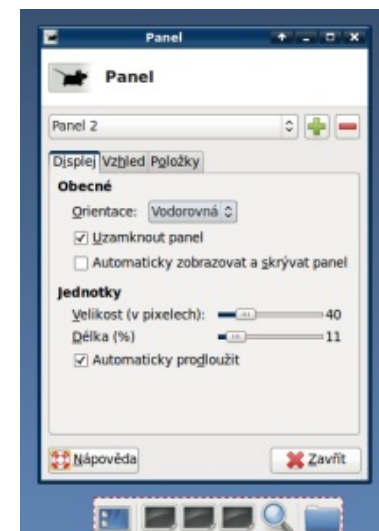 Panel
Panel
Panel 2
Displej Vzhled Položky
Obecné
Orientace: Vodorovná
Uzamknout panel
Automaticky zobrazovat a skrývat panel
Jednotky
Velikost (v pixelech): 40
Délka (%) 11
Automaticky prodloužit
Nápověda Zavřít